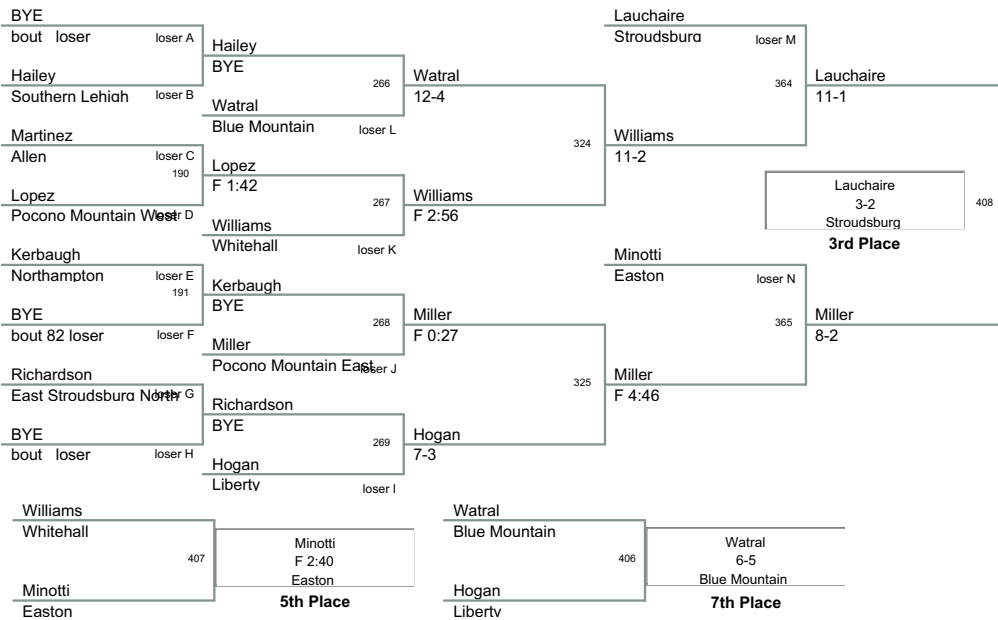 BYE
bout loser
loser A
Hailey
Southern Lehigh
loser B
Martinez
Allen
loser C
190
Lopez
Pocono Mountain West
loser D
Kerbaugh
Northampton
loser E
191
BYE
bout 82 loser
loser F
Richardson
East Stroudsburg North
loser G
BYE
bout loser
loser H
Hailey
BYE
266
Watral
Blue Mountain
loser L
Lopez
F 1:42
267
Williams
Whitehall
loser K
Kerbaugh
BYE
268
Miller
Pocono Mountain East
loser J
Richardson
BYE
269
Hogan
Liberty
loser I
Watral
12-4
324
Williams
F 2:56
Miller
F 0:27
325
Hogan
7-3
Lauchaire
Stroudsburg
loser M
364
Williams
11-2
Minotti
Easton
loser N
365
Miller
F 4:46
Lauchaire
11-1
Lauchaire
3-2
Stroudsburg
408
3rd Place
Miller
8-2
Williams
Whitehall
407
Minotti
Easton
Minotti
F 2:40
Easton
5th Place
Watral
Blue Mountain
406
Hogan
Liberty
Watral
6-5
Blue Mountain
7th Place